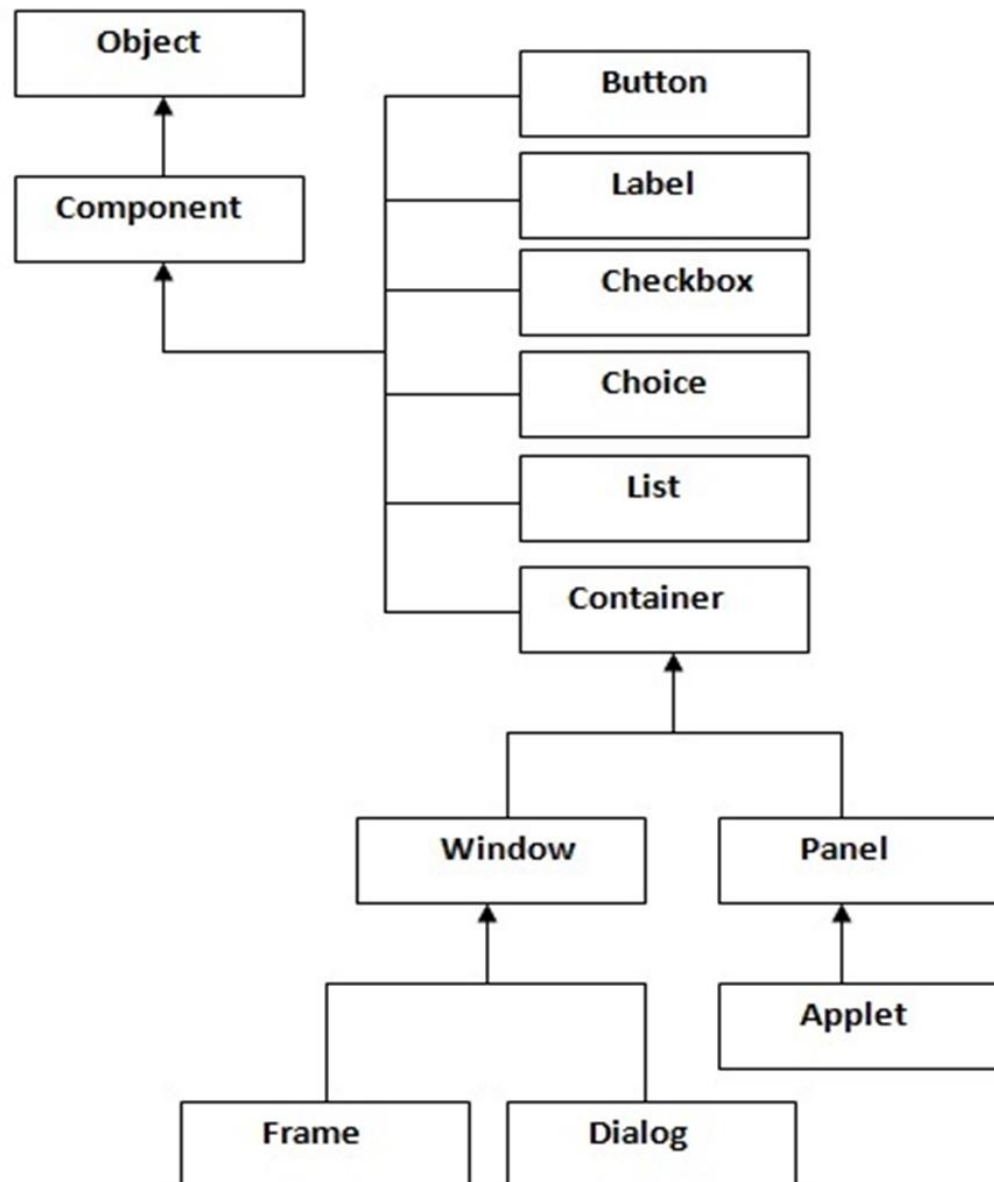 Object
Button
Label
Component
Checkbox
Choice
List
Container
Window
Panel
Applet
Frame
Dialog